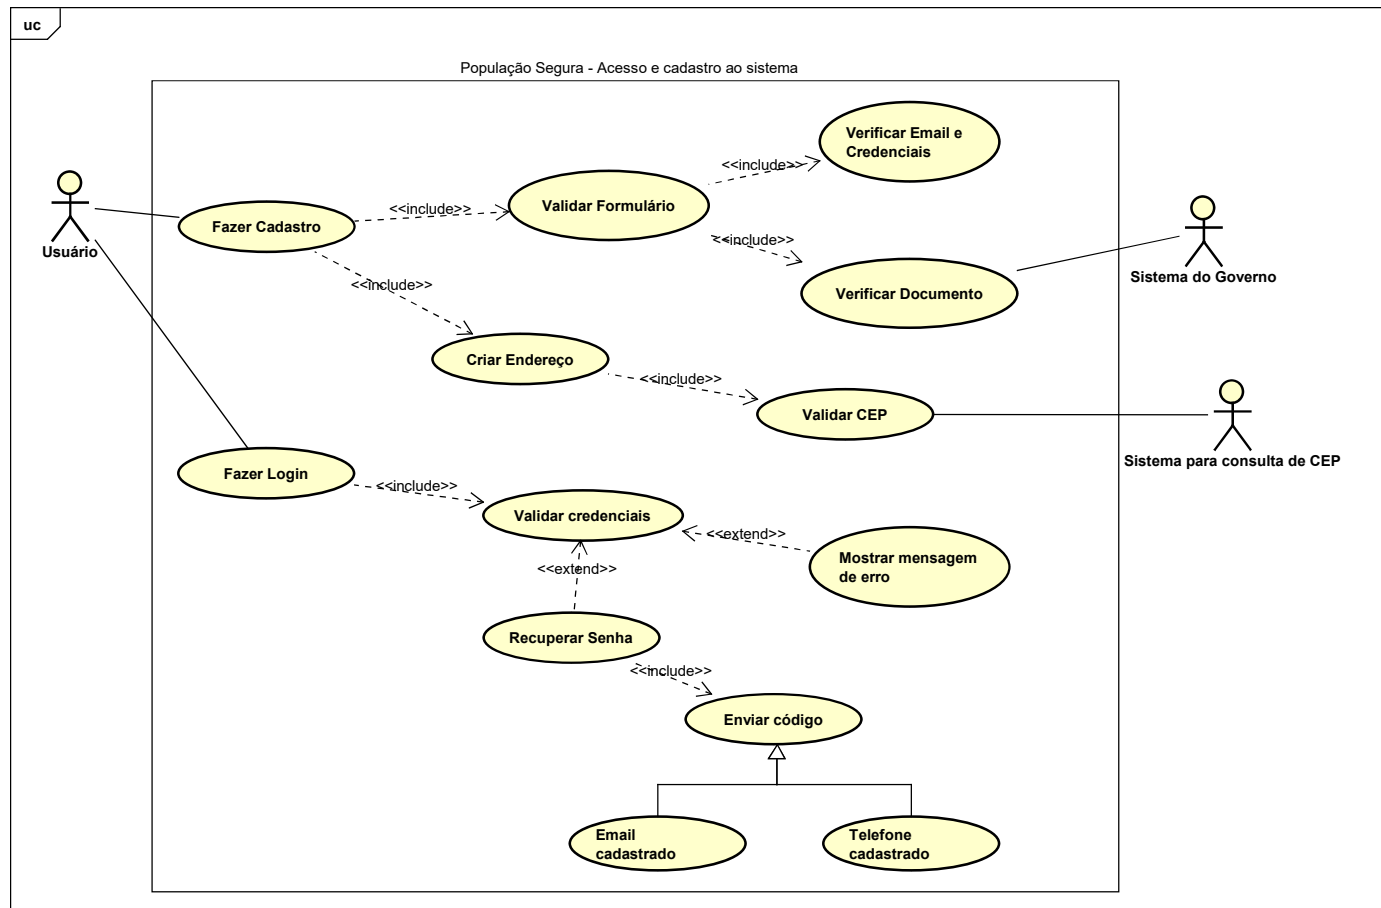 uc
População Segura - Acesso e cadastro ao sistema
Verificar Email e
Credenciais
<<include>>
Validar Formulário
<<include>>
Fazer Cadastro
Usuário
<<include>>
Verificar Documento
Sistema do Governo
<<include>>
Criar Endereço
<<include>>
Validar CEP
Sistema para consulta de CEP
Fazer Login
<<include>>
Validar credenciais
<<extend>>
Mostrar mensagem
de erro
<<extend>>
Recuperar Senha
<<include>>
Enviar código
Email
cadastrado
Telefone
cadastrado